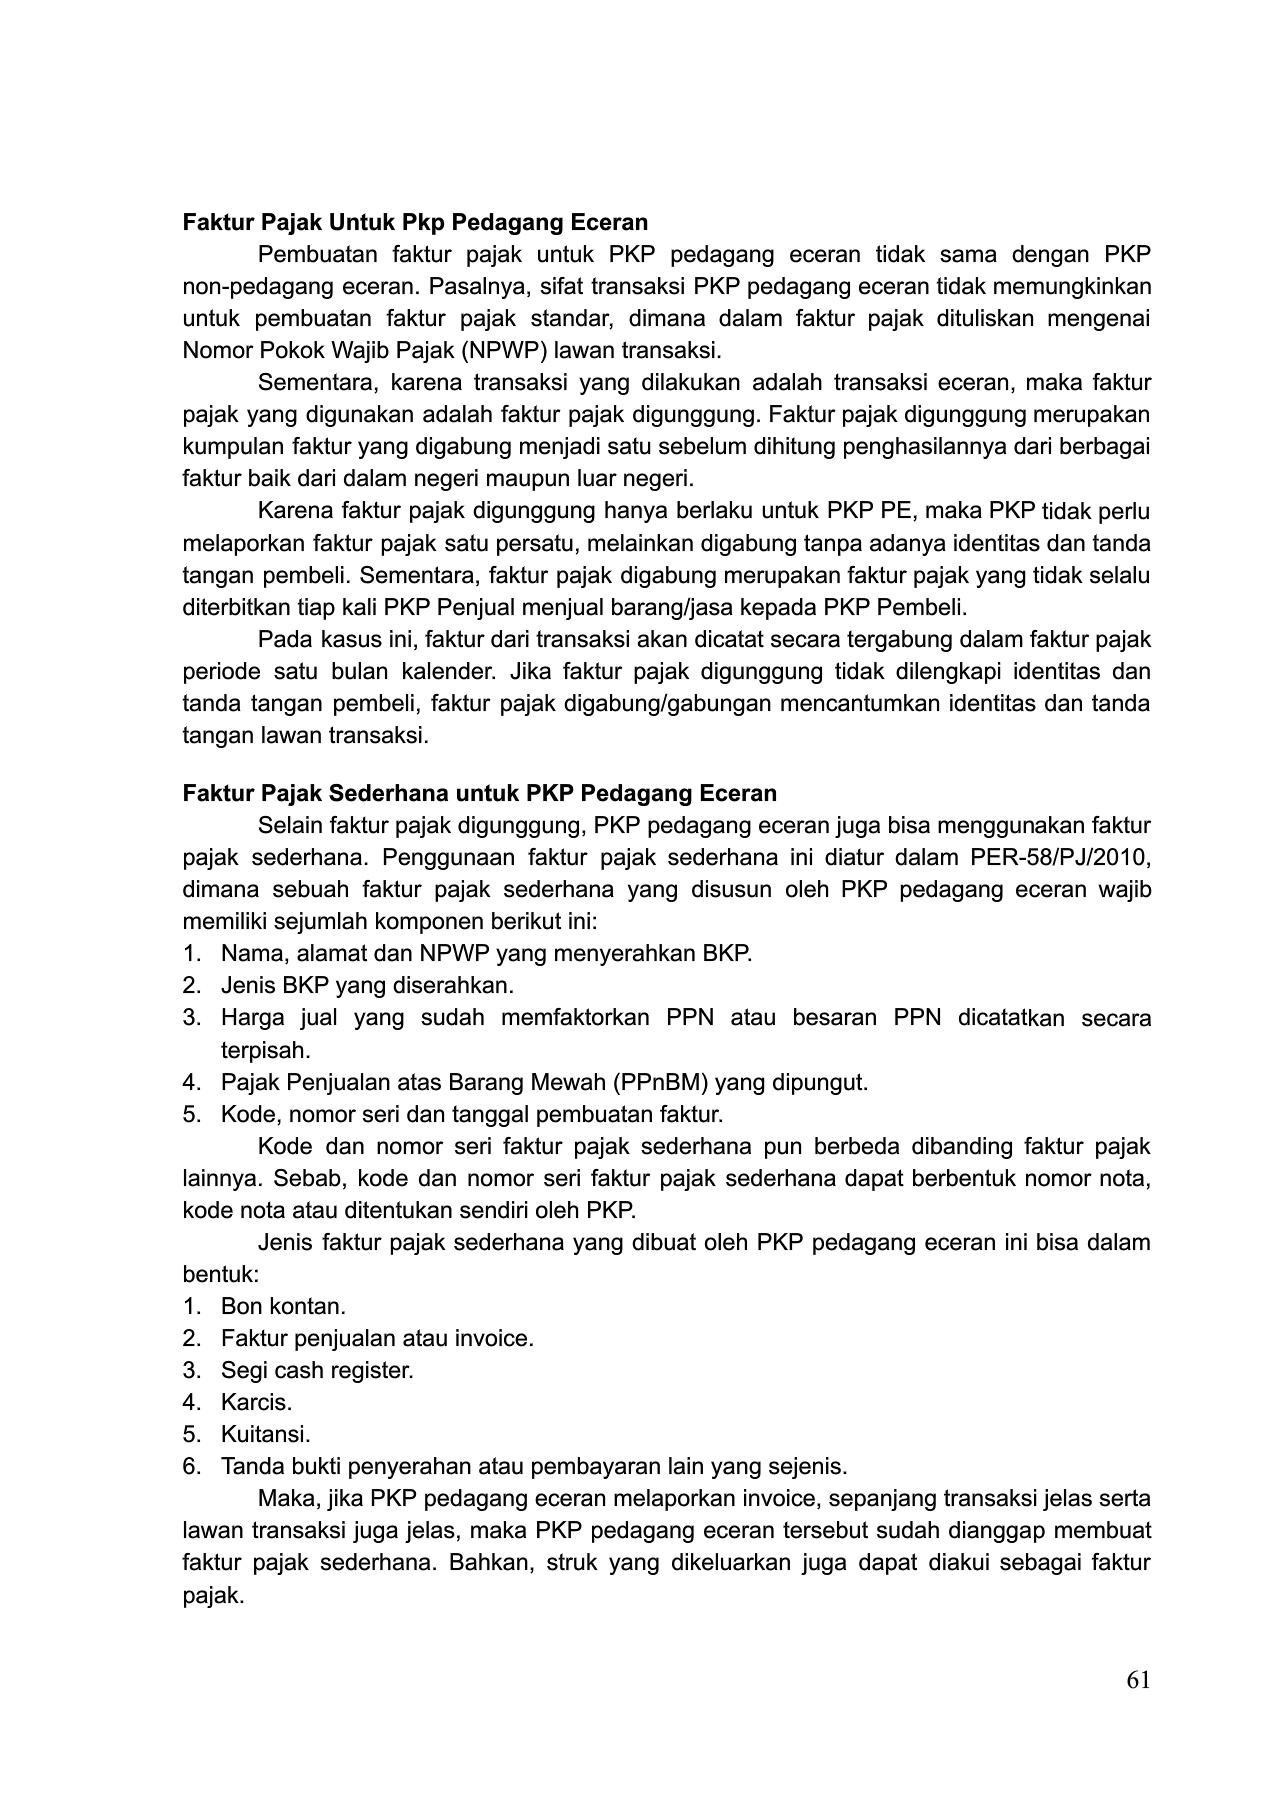 Faktur Pajak Untuk Pkp Pedagang Eceran
Pembuatan faktur pajak untuk PKP pedagang eceran tidak sama dengan PKP
non-pedagang eceran. Pasalnya, sifat transaksi PKP pedagang eceran tidak memungkinkan
untuk pembuatan faktur pajak standar, dimana dalam faktur pajak dituliskan mengenai
Nomor Pokok Wajib Pajak (NPWP) lawan transaksi.
Sementara, karena transaksi yang dilakukan adalah transaksi eceran, maka faktur
pajak yang digunakan adalah faktur pajak digunggung. Faktur pajak digunggung merupakan
kumpulan faktur yang digabung menjadi satu sebelum dihitung penghasilannya dari berbagai
faktur baik dari dalam negeri maupun luar negeri.
Karena faktur pajak digunggung hanya berlaku untuk PKP PE, maka PKP tidak perlu
melaporkan faktur pajak satu persatu, melainkan digabung tanpa adanya identitas dan tanda
tangan pembeli. Sementara, faktur pajak digabung merupakan faktur pajak yang tidak selalu
diterbitkan tiap kali PKP Penjual menjual barang/jasa kepada PKP Pembeli.
Pada kasus ini, faktur dari transaksi akan dicatat secara tergabung dalam faktur pajak
periode satu bulan kalender. Jika faktur pajak digunggung tidak dilengkapi identitas dan
tanda tangan pembeli, faktur pajak digabung/gabungan mencantumkan identitas dan tanda
tangan lawan transaksi.
Faktur Pajak Sederhana untuk PKP Pedagang Eceran
Selain faktur pajak digunggung, PKP pedagang eceran juga bisa menggunakan faktur
pajak sederhana. Penggunaan faktur pajak sederhana ini diatur dalam PER-58/PJ/2010,
dimana sebuah faktur pajak sederhana yang disusun oleh PKP pedagang eceran wajib
memiliki sejumlah komponen berikut ini:
1. Nama, alamat dan NPWP yang menyerahkan BKP.
2. Jenis BKP yang diserahkan.
3. Harga jual yang sudah memfaktorkan PPN atau besaran PPN dicatatkan secara
terpisah.
4. Pajak Penjualan atas Barang Mewah (PPnBM) yang dipungut.
5. Kode, nomor seri dan tanggal pembuatan faktur.
Kode dan nomor seri faktur pajak sederhana pun berbeda dibanding faktur pajak
lainnya. Sebab, kode dan nomor seri faktur pajak sederhana dapat berbentuk nomor nota,
kode nota atau ditentukan sendiri oleh PKP.
Jenis faktur pajak sederhana yang dibuat oleh PKP pedagang eceran ini bisa dalam
bentuk:
1. Bon kontan.
2. Faktur penjualan atau invoice.
3. Segi cash register.
4. Karcis.
5. Kuitansi.
6. Tanda bukti penyerahan atau pembayaran lain yang sejenis.
Maka, jika PKP pedagang eceran melaporkan invoice, sepanjang transaksi jelas serta
lawan transaksi juga jelas, maka PKP pedagang eceran tersebut sudah dianggap membuat
faktur pajak sederhana. Bahkan, struk yang dikeluarkan juga dapat diakui sebagai faktur
pajak.
61